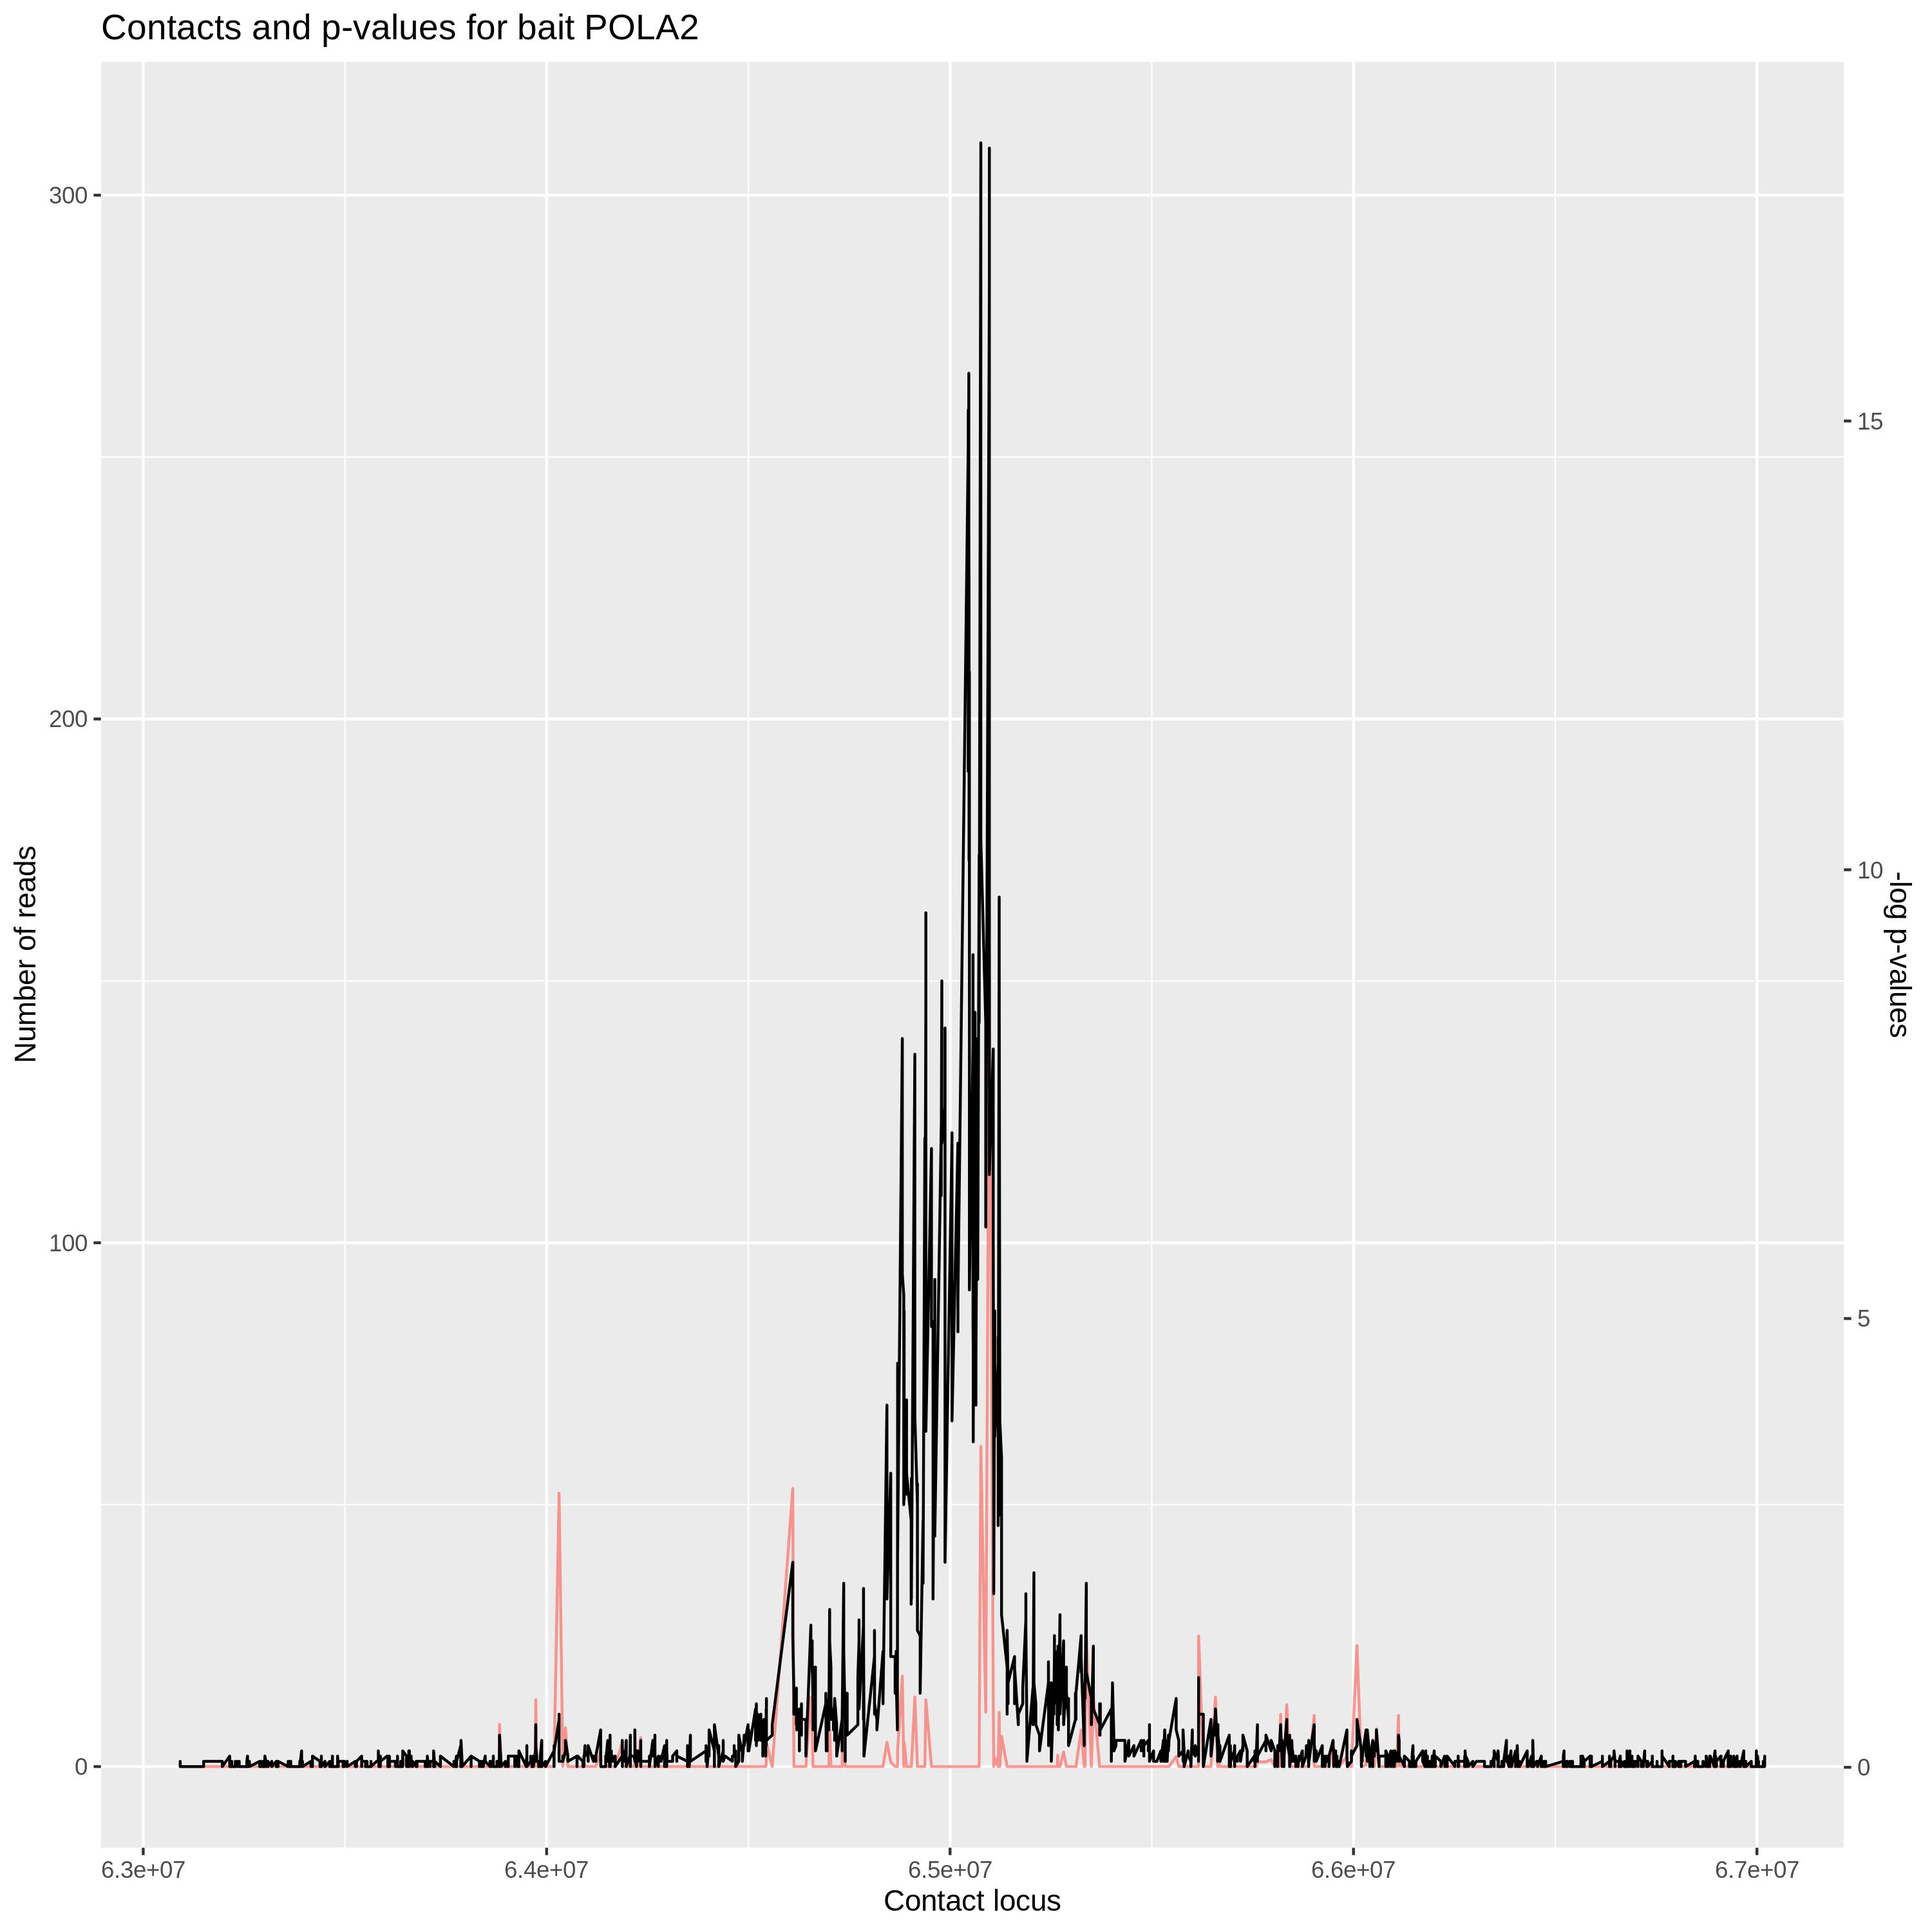 Contacts and p-values for bait POLA2
300
200
100
0
Number of reads
15
10
5
0
-log p-values
6.3e+07
6.4e+07
6.5e+07
6.6e+07
6.7e+07
Contact locus